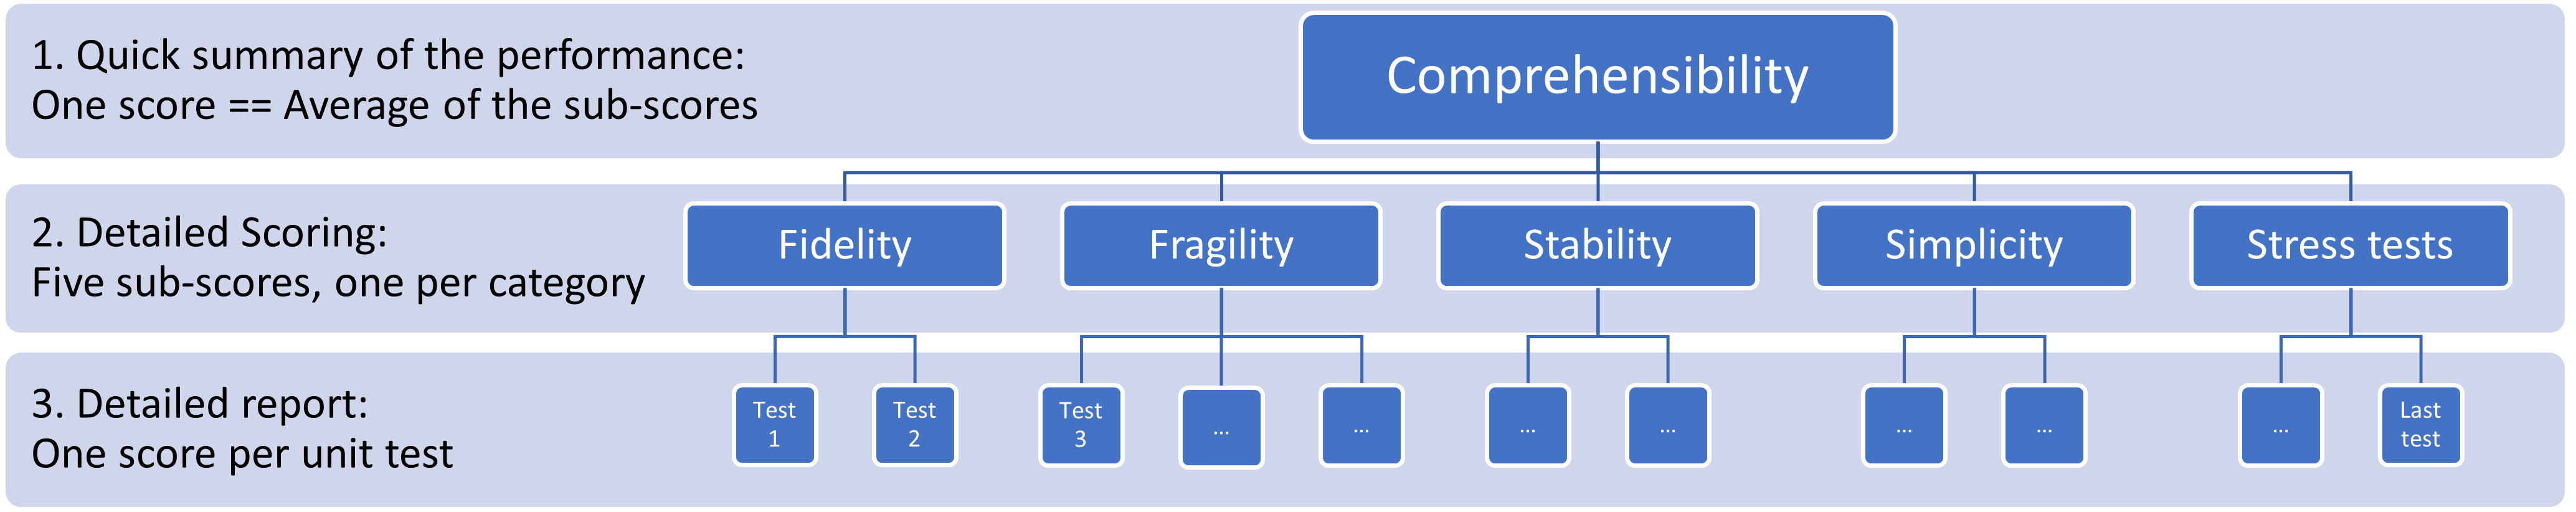 1. Quick summary of the performance:
One score == Average of the sub-scores
Comprehensibility
2. Detailed Scoring:
Five sub-scores, one per category
Fidelity
Fragility
Stability
Simplicity
Stress tests
3. Detailed report:
One score per unit test
Test
1
Test
2
Test
3
...
...
...
...
...
...
...
Last
test